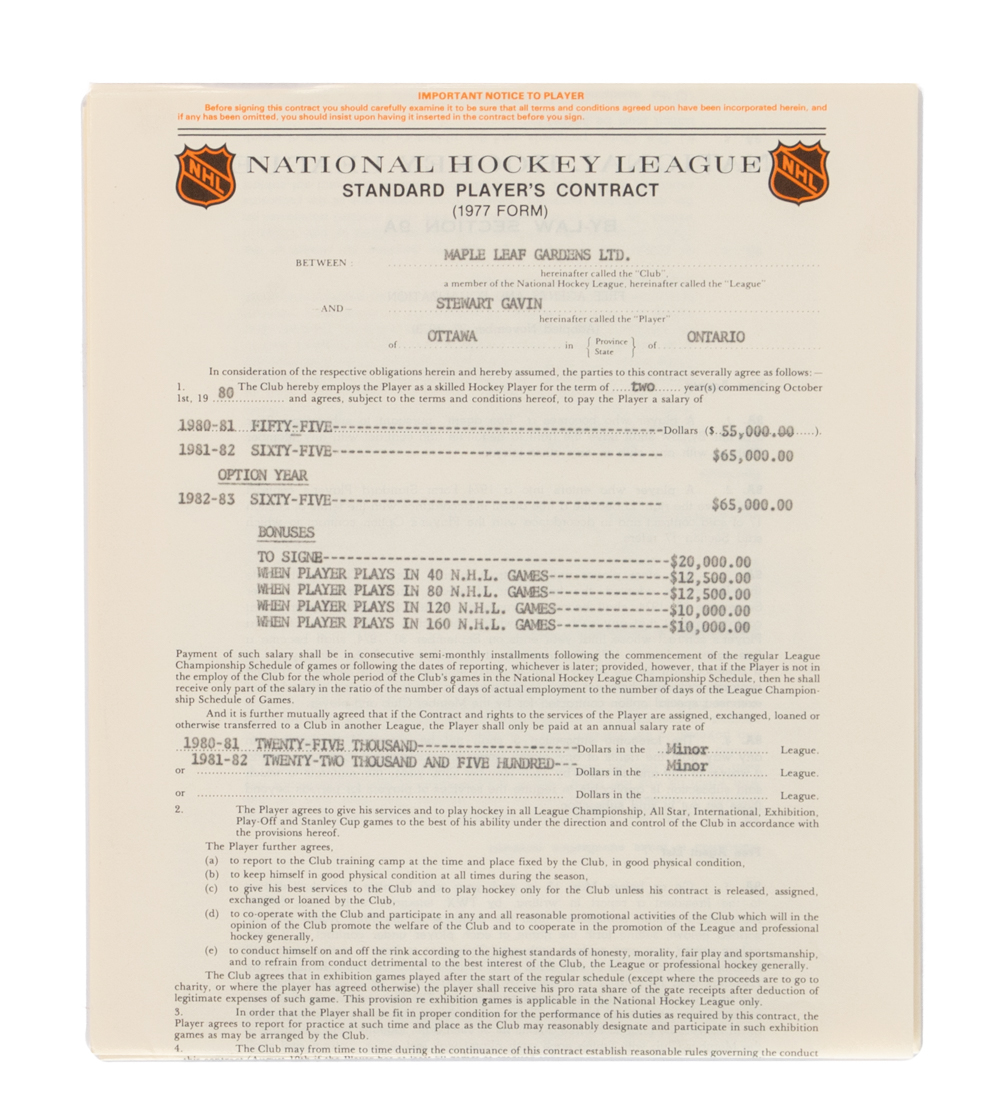 IMPORTANT NOTICE TO PLAYER
Before signing this contract you should carefully examine it to be sure that all terms and conditions agreed upon have been incorporated herein, and
if any has been omitted, you should insist upon having it inserted in the contract before you sign.
NHL NATIONAL HOCKEY LEAGUE NHL
STANDARD PLAYER'S CONTRACT
(1977 FORM)
BETWEEN : MAPLE LEAF GARDENS LTD.
hereinafter called the "Club",
a member of the National Hockey League, hereinafter called the "League"
—AND— STEWART GAVIN
hereinafter called the "Player"
of OTTAWA in { Province State } of ONTARIO
In consideration of the respective obligations herein and hereby assumed, the parties to this contract severally agree as follows:—
1. The Club hereby employs the Player as a skilled Hockey Player for the term of .....two...... year(s) commencing October
1st, 19 80 ............... and agrees, subject to the terms and conditions hereof, to pay the Player a salary of
1980-81 FIFTY-FIVE--------------------------------------------Dollars ($ 55,000.00.....).
1981-82 SIXTY-FIVE-------------------------------------------- $65,000.00
OPTION YEAR
1982-83 SIXTY-FIVE-------------------------------------------- $65,000.00
BONUSES
TO SIGNE---------------------------------------------$20,000.00
WHEN PLAYER PLAYS IN 40 N.H.L. GAMES---------------$12,500.00
WHEN PLAYER PLAYS IN 80 N.H.L. GAMES---------------$12,500.00
WHEN PLAYER PLAYS IN 120 N.H.L. GAMES--------------$10,000.00
WHEN PLAYER PLAYS IN 160 N.H.L. GAMES--------------$10,000.00
Payment of such salary shall be in consecutive semi-monthly installments following the commencement of the regular League
Championship Schedule of games or following the dates of reporting, whichever is later; provided, however, that if the Player is not in
the employ of the Club for the whole period of the Club's games in the National Hockey League Championship Schedule, then he shall
receive only part of the salary in the ratio of the number of days of actual employment to the number of days of the League Champion-
ship Schedule of Games.
And it is further mutually agreed that if the Contract and rights to the services of the Player are assigned, exchanged, loaned or
otherwise transferred to a Club in another League, the Player shall only be paid at an annual salary rate of
1980-81 TWENTY-FIVE THOUSAND---------------------Dollars in the ...Minor........... League.
or 1981-82 TWENTY-TWO THOUSAND AND FIVE HUNDRED--- Dollars in the Minor League.
or .................... Dollars in the .................... League.
2. The Player agrees to give his services and to play hockey in all League Championship, All Star, International, Exhibition,
Play-Off and Stanley Cup games to the best of his ability under the direction and control of the Club in accordance with
the provisions hereof.
The Player further agrees,
(a) to report to the Club training camp at the time and place fixed by the Club, in good physical condition,
(b) to keep himself in good physical condition at all times during the season,
(c) to give his best services to the Club and to play hockey only for the Club unless his contract is released, assigned,
exchanged or loaned by the Club,
(d) to co-operate with the Club and participate in any and all reasonable promotional activities of the Club which will in the
opinion of the Club promote the welfare of the Club and to cooperate in the promotion of the League and professional
hockey generally,
(e) to conduct himself on and off the rink according to the highest standards of honesty, morality, fair play and sportsmanship,
and to refrain from conduct detrimental to the best interest of the Club, the League or professional hockey generally.
The Club agrees that in exhibition games played after the start of the regular schedule (except where the proceeds are to go to
charity, or where the player has agreed otherwise) the player shall receive his pro rata share of the gate receipts after deduction of
legitimate expenses of such game. This provision re exhibition games is applicable in the National Hockey League only.
3. In order that the Player shall be fit in proper condition for the performance of his duties as required by this contract, the
Player agrees to report for practice at such time and place as the Club may reasonably designate and participate in such exhibition
games as may be arranged by the Club.
4. The Club may from time to time during the continuance of this contract establish reasonable rules governing the conduct